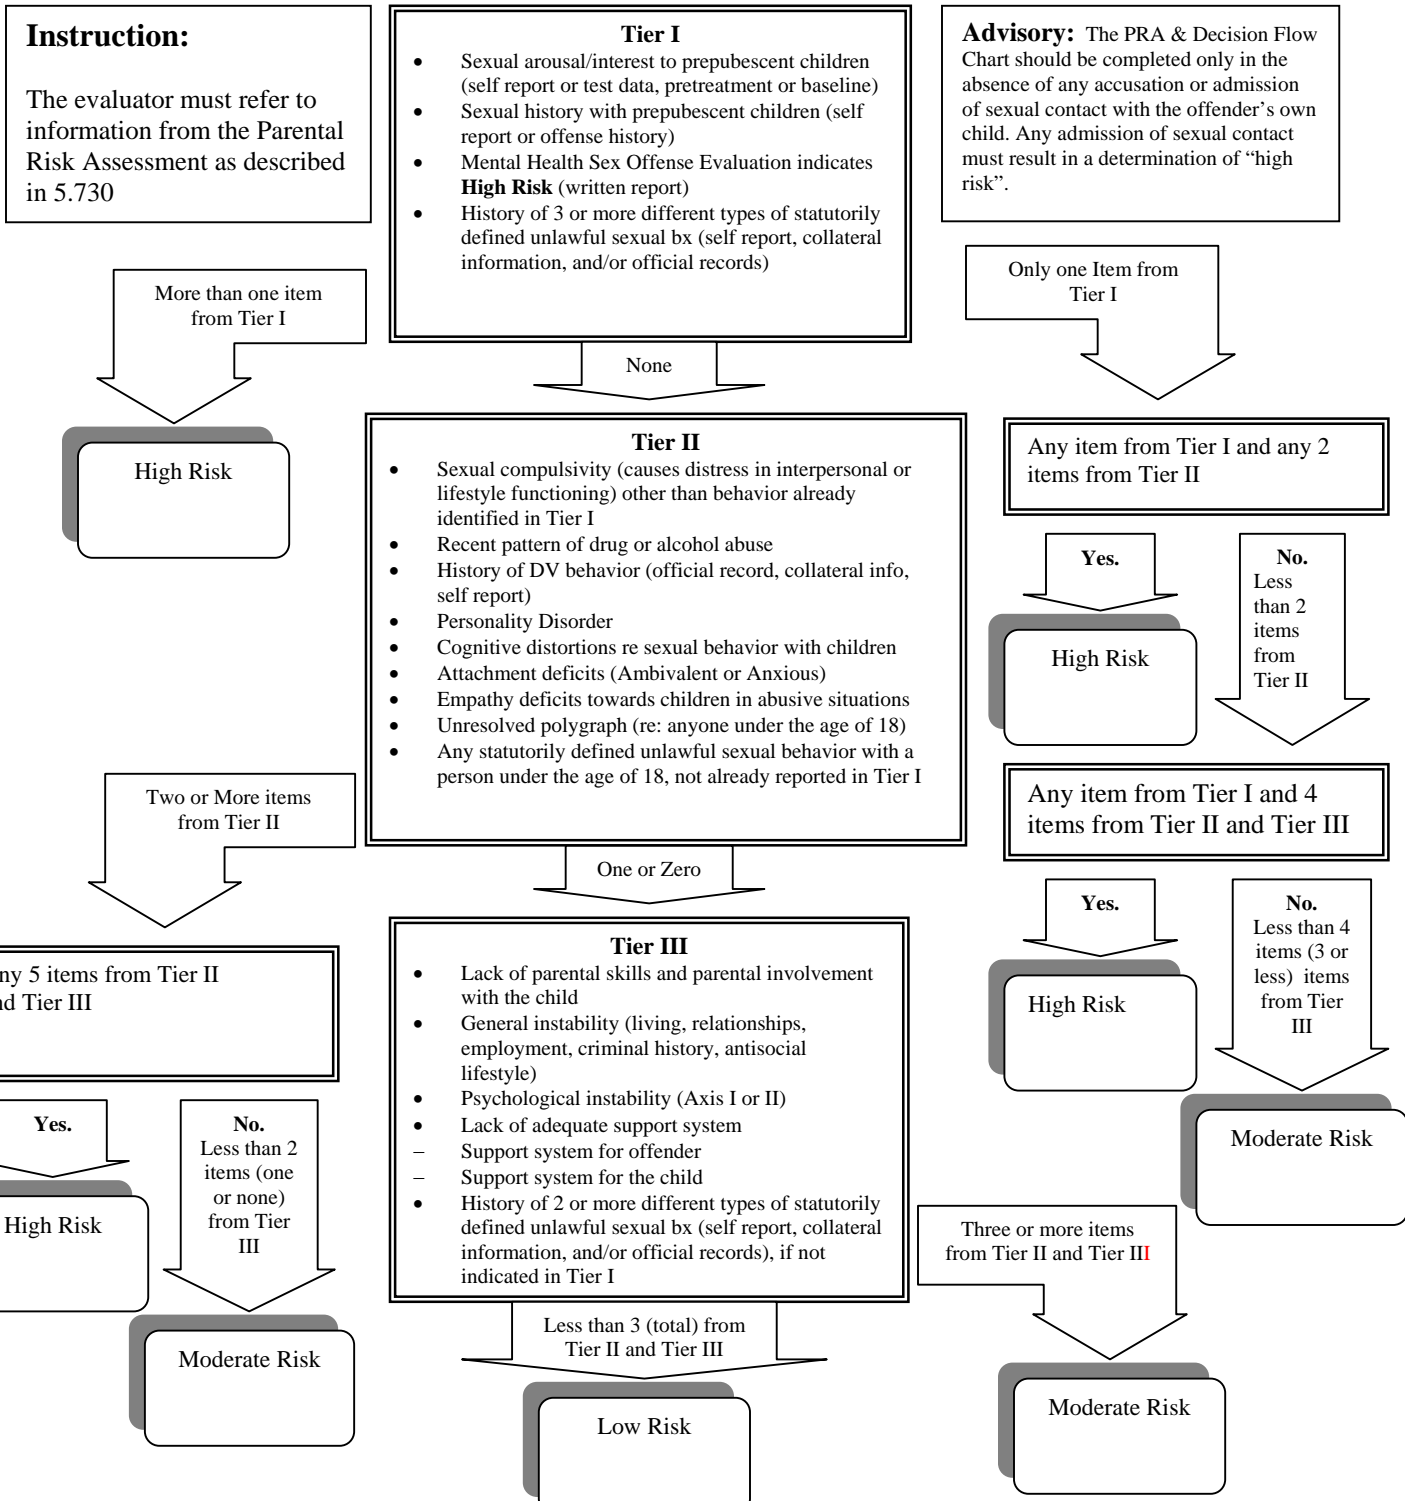 Instruction:
The evaluator must refer to
information from the Parental
Risk Assessment as described
in 5.730
Tier I
• Sexual arousal/interest to prepubescent children
(self report or test data, pretreatment or baseline)
• Sexual history with prepubescent children (self
report or offense history)
• Mental Health Sex Offense Evaluation indicates
High Risk (written report)
• History of 3 or more different types of statutorily
defined unlawful sexual bx (self report, collateral
information, and/or official records)
Advisory: The PRA & Decision Flow
Chart should be completed only in the
absence of any accusation or admission
of sexual contact with the offender's own
child. Any admission of sexual contact
must result in a determination of “high
risk”.
More than one item
from Tier I
None
Only one Item from
Tier I
High Risk
Tier II
• Sexual compulsivity (causes distress in interpersonal or
lifestyle functioning) other than behavior already
identified in Tier I
• Recent pattern of drug or alcohol abuse
• History of DV behavior (official record, collateral info,
self report)
• Personality Disorder
• Cognitive distortions re sexual behavior with children
• Attachment deficits (Ambivalent or Anxious)
• Empathy deficits towards children in abusive situations
• Unresolved polygraph (re: anyone under the age of 18)
• Any statutorily defined unlawful sexual behavior with a
person under the age of 18, not already reported in Tier I
Any item from Tier I and any 2
items from Tier II
Yes.
No.
Less
than 2
items
from
Tier II
High Risk
Two or More items
from Tier II
One or Zero
Any item from Tier I and 4
items from Tier II and Tier III
Yes.
No.
Less than 4
items (3 or
less) items
from Tier
III
High Risk
Moderate Risk
ny 5 items from Tier II
nd Tier III
Yes.
No.
Less than 2
items (one
or none)
from Tier
III
High Risk
Moderate Risk
Tier III
• Lack of parental skills and parental involvement
with the child
• General instability (living, relationships,
employment, criminal history, antisocial
lifestyle)
• Psychological instability (Axis I or II)
• Lack of adequate support system
– Support system for offender
– Support system for the child
• History of 2 or more different types of statutorily
defined unlawful sexual bx (self report, collateral
information, and/or official records), if not
indicated in Tier I
Less than 3 (total) from
Tier II and Tier III
Low Risk
Three or more items
from Tier II and Tier III
Moderate Risk